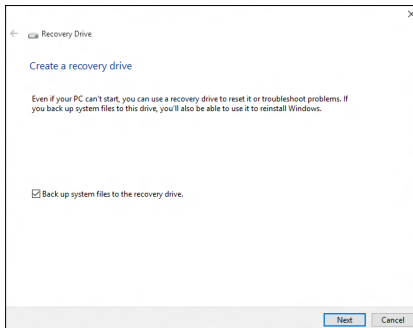 Recovery Drive
Create a recovery drive
Even if your PC can't start, you can use a recovery drive to reset it or troubleshoot problems. If
you back up system files to this drive, you'll also be able to use it to reinstall Windows.
Back up system files to the recovery drive.
Next Cancel